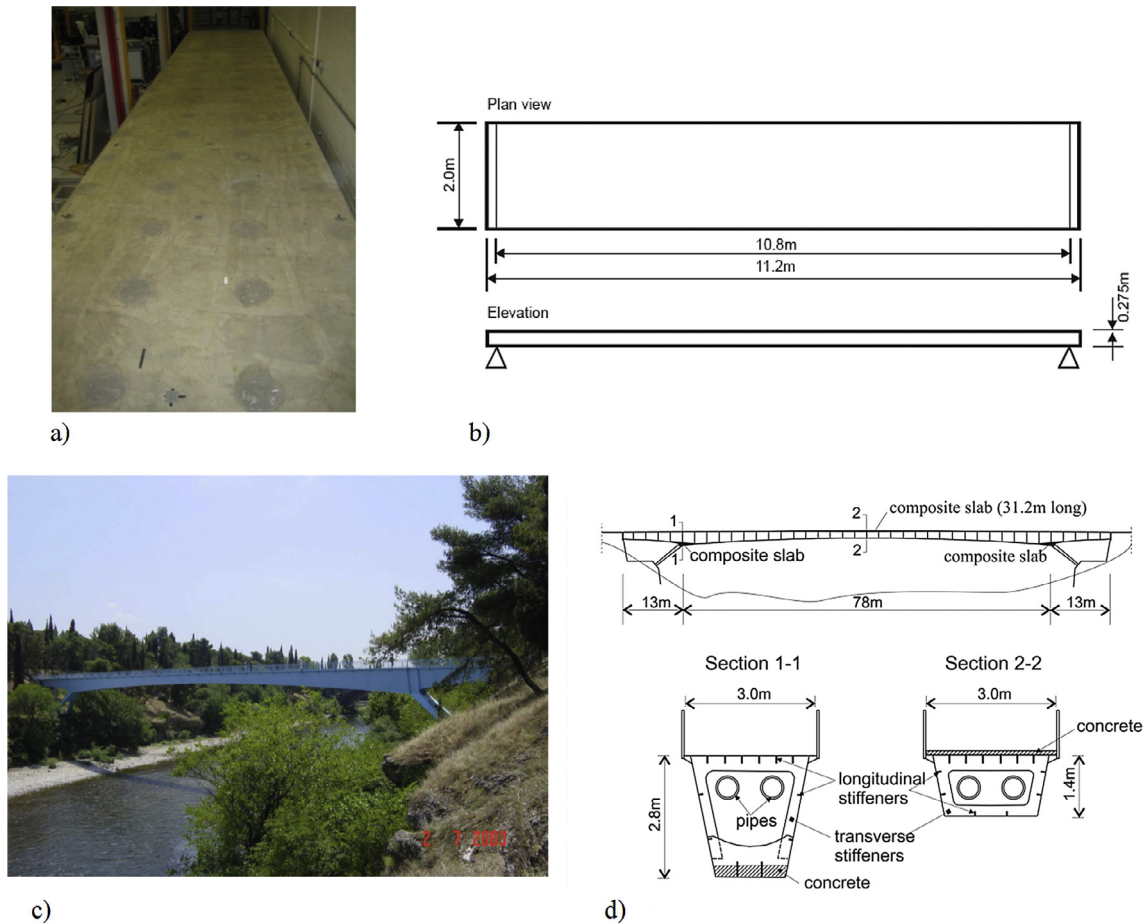 Plan view
2.0m
10.8m
11.2m
Elevation
0.275m
a)
b)
composite slab (31.2m long)
1
2
composite slab
composite slab
1
2
13m
78m
13m
Section 1-1
Section 2-2
3.0m
3.0m
concrete
longitudinal
stiffeners
2.8m
1.4m
pipes
transverse
stiffeners
concrete
2 7 2003
c)
d)